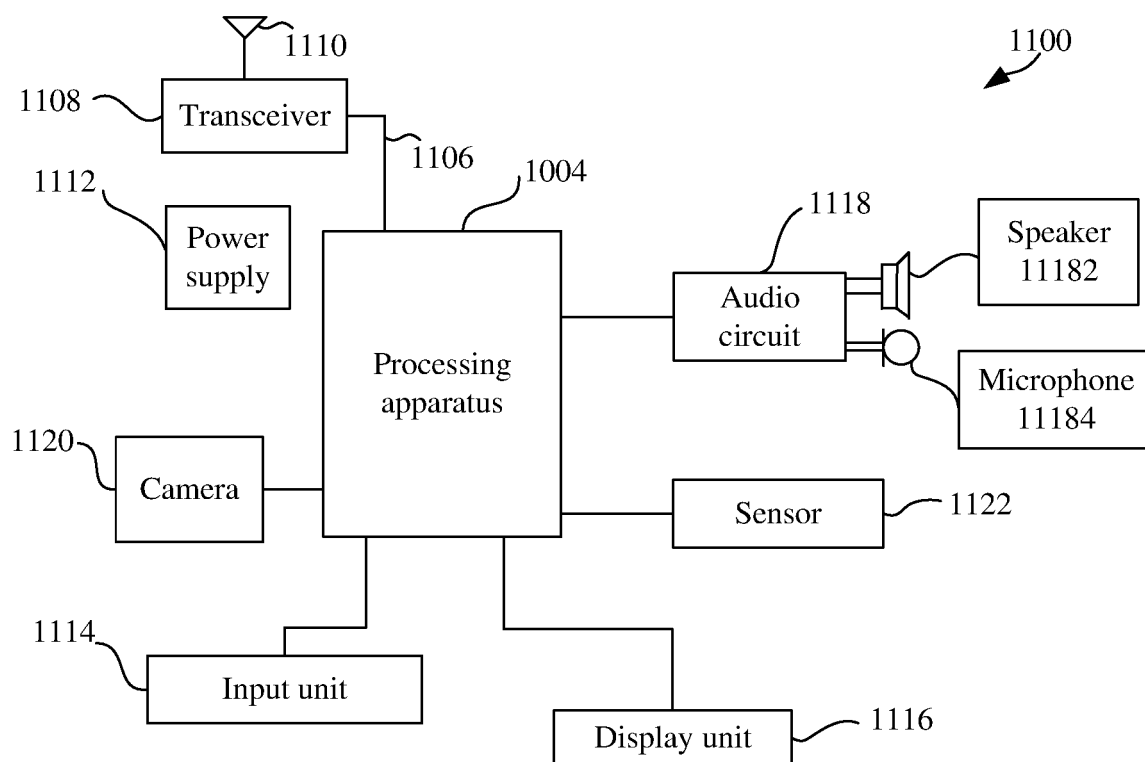 1110
1100
1108
Transceiver
1106
1112
1004
Power
supply
1118
Speaker
11182
Audio
circuit
Processing
apparatus
Microphone
11184
1120
Camera
Sensor
1122
1114
Input unit
1116
Display unit